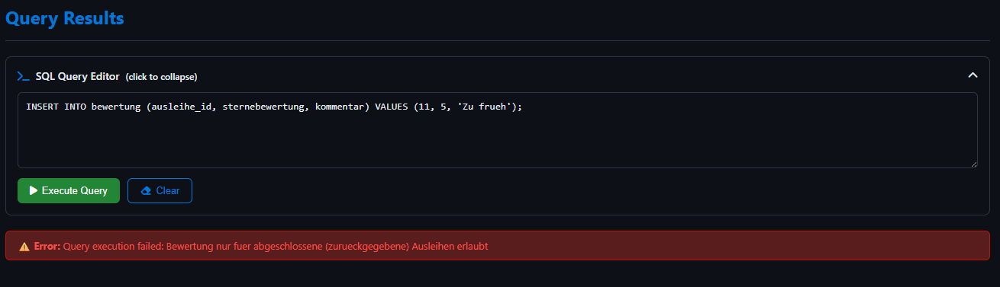 Query Results
SQL Query Editor (click to collapse)
INSERT INTO bewertung (ausleihe_id, sternebewertung, kommentar) VALUES (11, 5, 'Zu frueh');
Execute Query Clear
Error: Query execution failed: Bewertung nur fuer abgeschlossene (zurueckgegebene) Ausleihen erlaubt